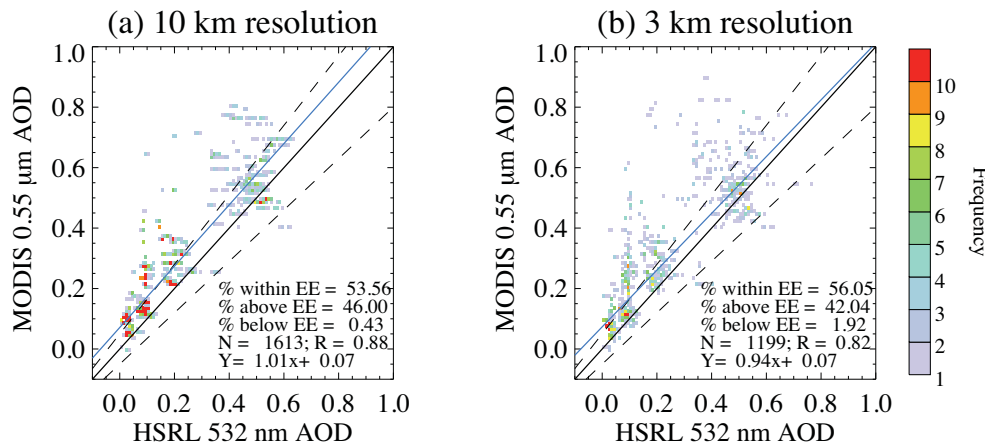 (a) 10 km resolution
(b) 3 km resolution
MODIS 0.55 µm AOD
1.0
0.8
0.6
0.4
0.2
0.0
% within EE = 53.56
% above EE = 46.00
% below EE = 0.43
N = 1613; R = 0.88
Y= 1.01x+ 0.07
0.0 0.2 0.4 0.6 0.8 1.0
HSRL 532 nm AOD
MODIS 0.55 µm AOD
1.0
0.8
0.6
0.4
0.2
0.0
% within EE = 56.05
% above EE = 42.04
% below EE = 1.92
N = 1199; R = 0.82
Y= 0.94x+ 0.07
0.0 0.2 0.4 0.6 0.8 1.0
HSRL 532 nm AOD
10
9
8
7
6
5
4
3
2
1
Frequency